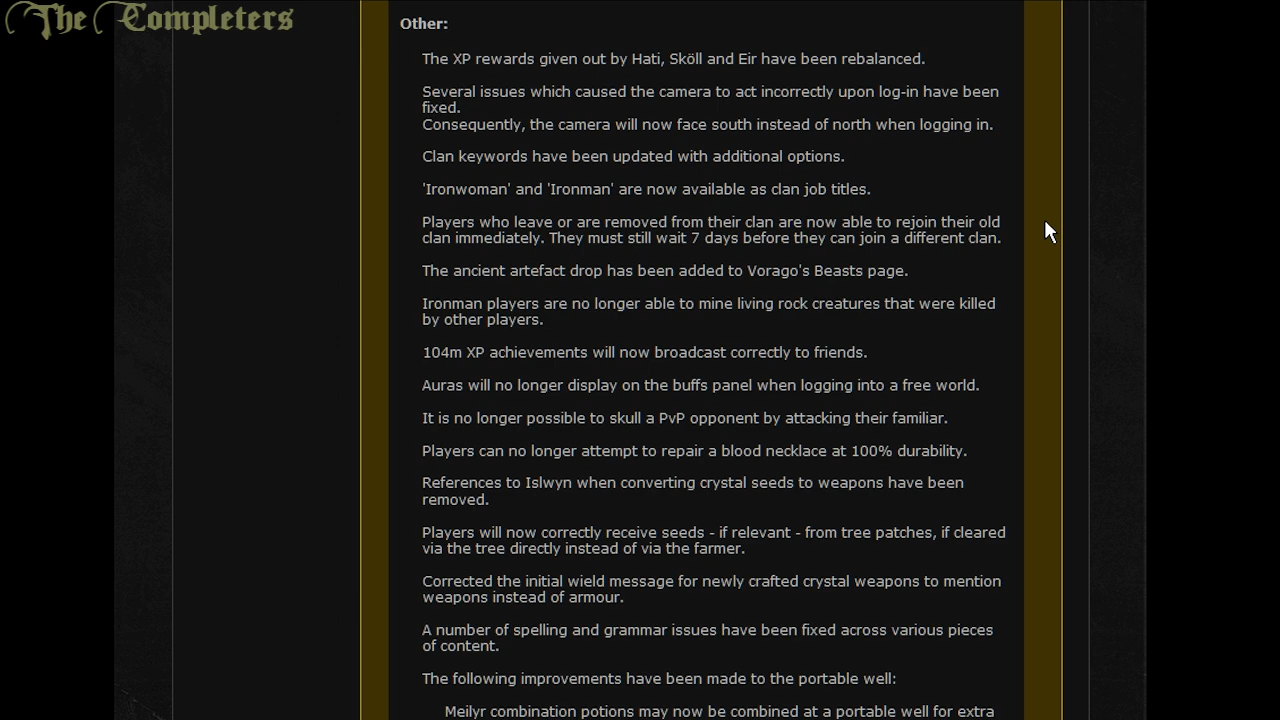 The Completers
Other:
The XP rewards given out by Hati, Sköll and Eir have been rebalanced.
Several issues which caused the camera to act incorrectly upon log-in have been
fixed.
Consequently, the camera will now face south instead of north when logging in.
Clan keywords have been updated with additional options.
'Ironwoman' and 'Ironman' are now available as clan job titles.
Players who leave or are removed from their clan are now able to rejoin their old
clan immediately. They must still wait 7 days before they can join a different clan.
The ancient artefact drop has been added to Vorago's Beasts page.
Ironman players are no longer able to mine living rock creatures that were killed
by other players.
104m XP achievements will now broadcast correctly to friends.
Auras will no longer display on the buffs panel when logging into a free world.
It is no longer possible to skull a PvP opponent by attacking their familiar.
Players can no longer attempt to repair a blood necklace at 100% durability.
References to Islwyn when converting crystal seeds to weapons have been
removed.
Players will now correctly receive seeds - if relevant - from tree patches, if cleared
via the tree directly instead of via the farmer.
Corrected the initial wield message for newly crafted crystal weapons to mention
weapons instead of armour.
A number of spelling and grammar issues have been fixed across various pieces
of content.
The following improvements have been made to the portable well:
Meilyr combination potions may now be combined at a portable well for extra